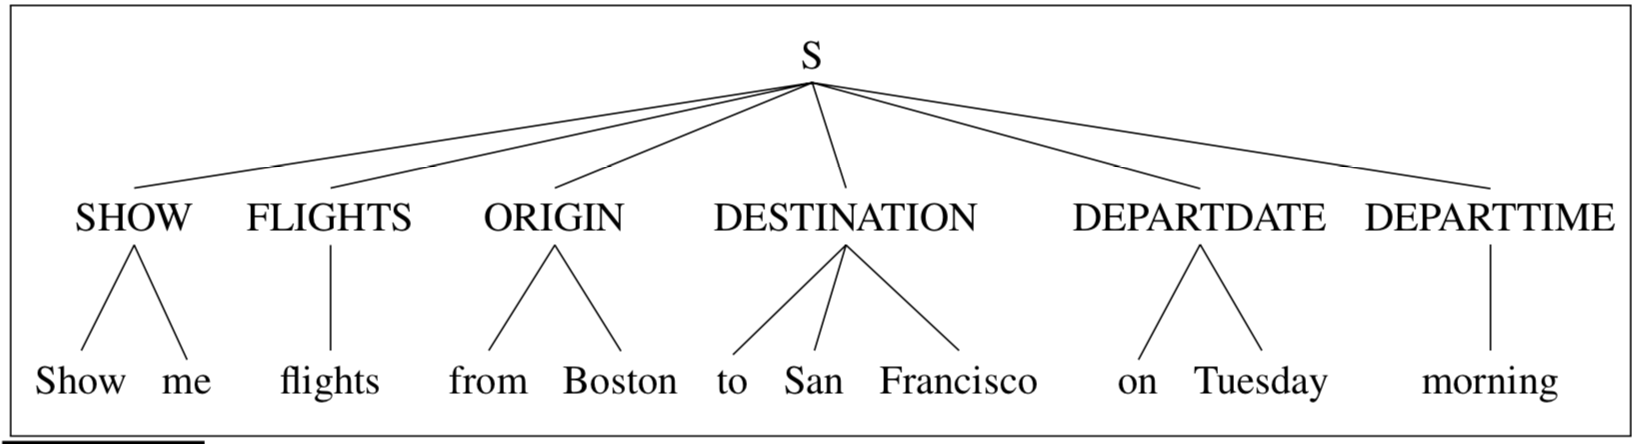 S
SHOW FLIGHTS ORIGIN DESTINATION DEPARTDATE DEPARTTIME
Show me flights from Boston to San Francisco on Tuesday morning